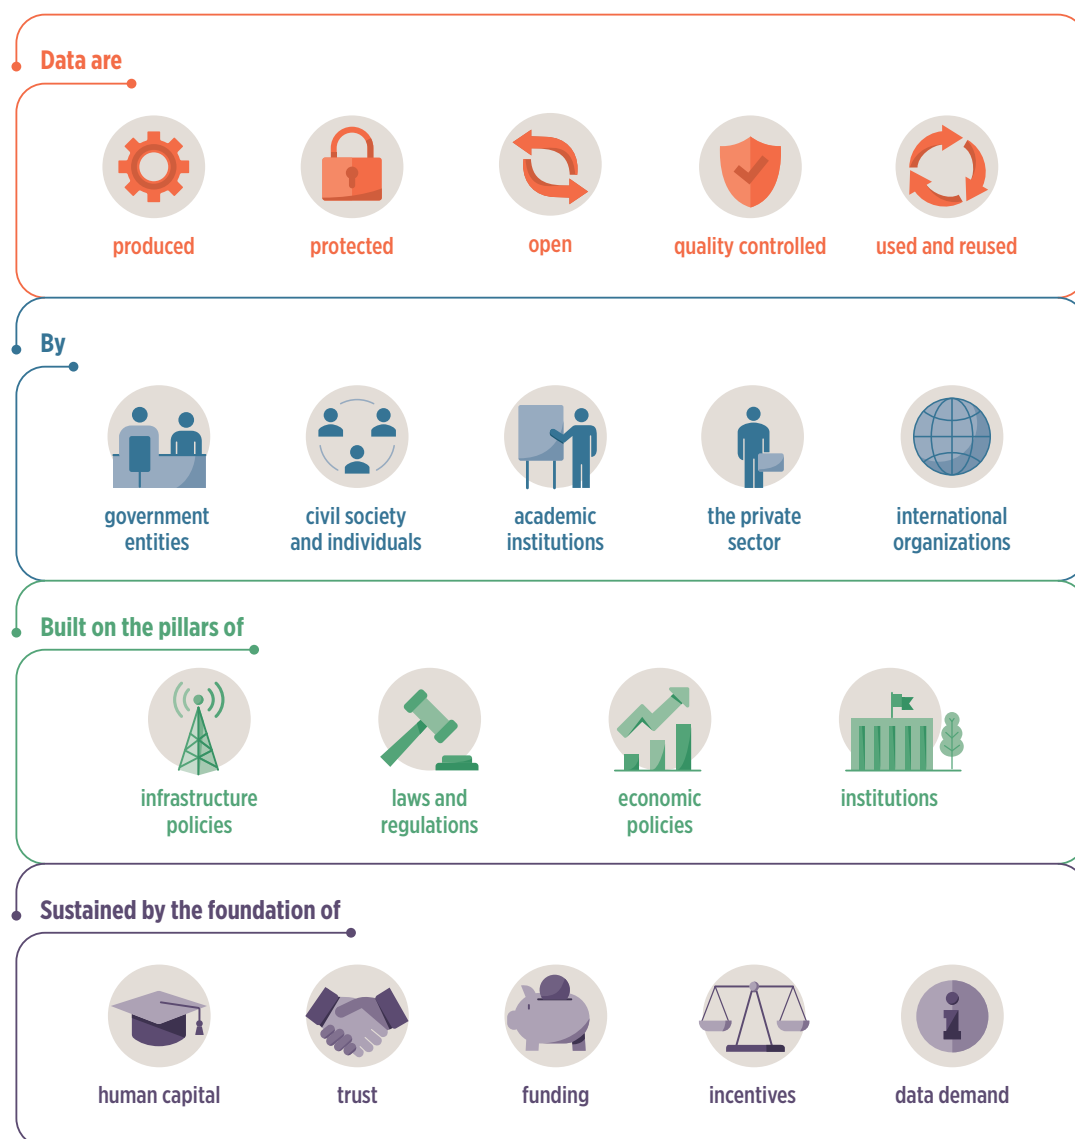 Data are
produced
protected
open
quality controlled
used and reused
By
government
entities
civil society
and individuals
academic
institutions
the private
sector
international
organizations
Built on the pillars of
infrastructure
policies
laws and
regulations
economic
policies
institutions
Sustained by the foundation of
human capital
trust
funding
incentives
data demand